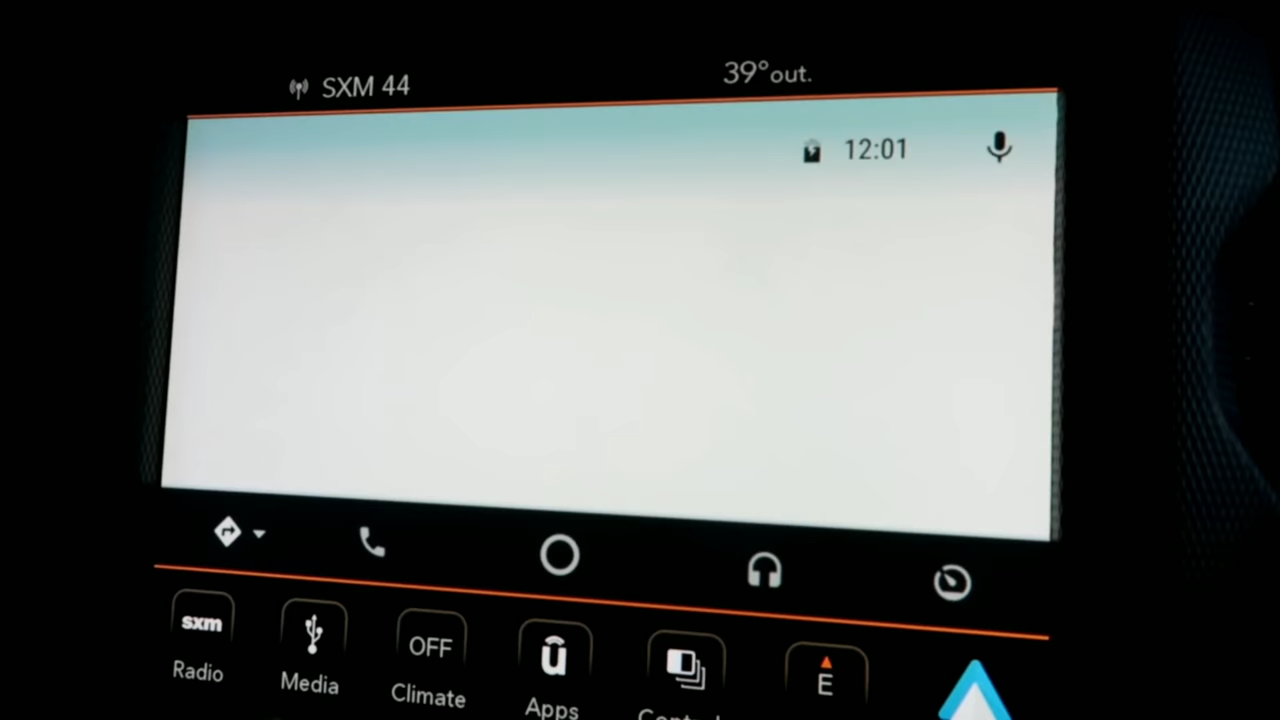 SXM 44
39° out.
12:01
sxm
OFF
û
E
Radio
Media
Climate
Apps